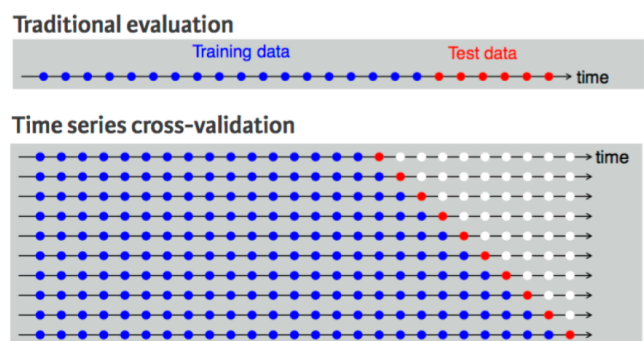 Traditional evaluation
Training data
Test data
time
Time series cross-validation
time